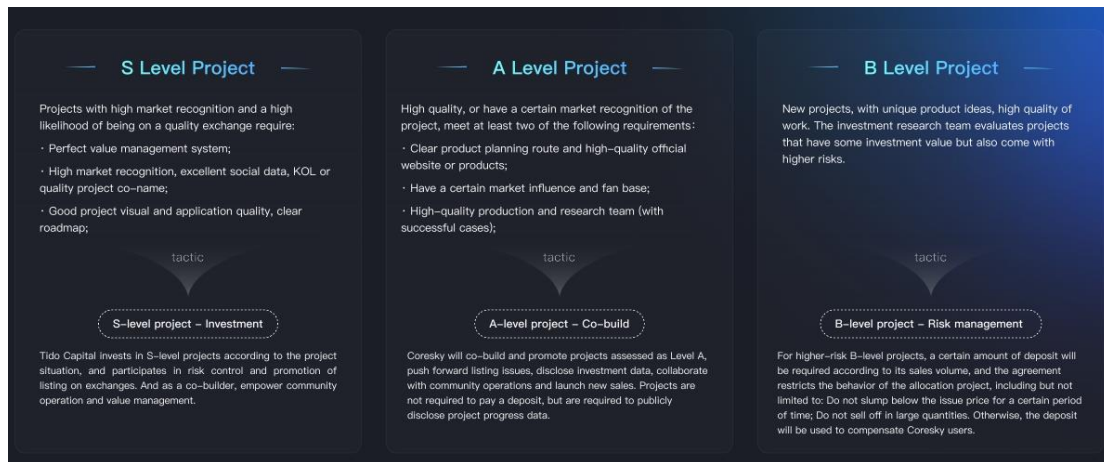 S Level Project
Projects with high market recognition and a high
likelihood of being on a quality exchange require:
· Perfect value management system;
· High market recognition, excellent social data, KOL or
quality project co-name;
· Good project visual and application quality, clear
roadmap;
tactic
S-level project - Investment
Tido Capital invests in S-level projects according to the project
situation, and participates in risk control and promotion of
listing on exchanges. And as a co-builder, empower community
operation and value management.
A Level Project
High quality, or have a certain market recognition of the
project, meet at least two of the following requirements:
· Clear product planning route and high-quality official
website or products;
· Have a certain market influence and fan base;
· High-quality production and research team (with
successful cases);
tactic
A-level project - Co-build
Coresky will co-build and promote projects assessed as Level A,
push forward listing issues, disclose investment data, collaborate
with community operations and launch new sales. Projects are
not required to pay a deposit, but are required to publicly
disclose project progress data.
B Level Project
New projects, with unique product ideas, high quality of
work. The investment research team evaluates projects
that have some investment value but also come with
higher risks.
tactic
B-level project - Risk management
For higher-risk B-level projects, a certain amount of deposit will
be required according to its sales volume, and the agreement
restricts the behavior of the allocation project, including but not
limited to: Do not slump below the issue price for a certain period
of time; Do not sell off in large quantities. Otherwise, the deposit
will be used to compensate Coresky users.